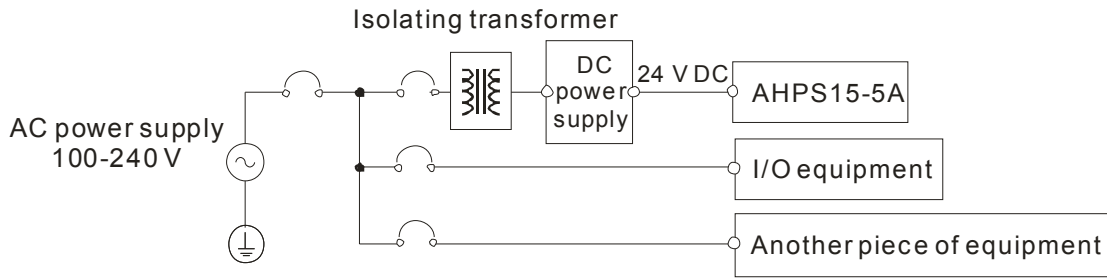 Isolating transformer
DC
power
supply
24 V DC
AHPS15-5A
AC power supply
100-240 V
I/O equipment
Another piece of equipment